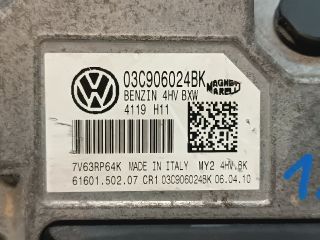 03C906024BK
BENZIN 4HV BXW
MAGNETI MARELLI
4119 H11
7V63RP64K MADE IN ITALY MY2 4HV.BK
61601.502.07 CR1 03C906024BK 06.04.10